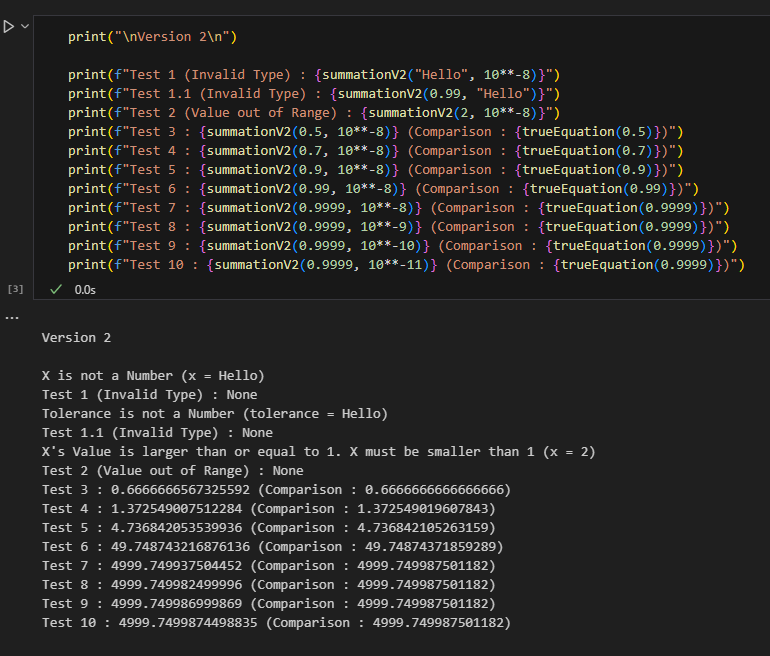 print("\nVersion 2\n")
print(f"Test 1 (Invalid Type) : {summationV2("Hello", 10**-8)}")
print(f"Test 1.1 (Invalid Type) : {summationV2(0.99, "Hello")}")
print(f"Test 2 (Value out of Range) : {summationV2(2, 10**-8)}")
print(f"Test 3 : {summationV2(0.5, 10**-8)} (Comparison : {trueEquation(0.5)})")
print(f"Test 4 : {summationV2(0.7, 10**-8)} (Comparison : {trueEquation(0.7)})")
print(f"Test 5 : {summationV2(0.9, 10**-8)} (Comparison : {trueEquation(0.9)})")
print(f"Test 6 : {summationV2(0.99, 10**-8)} (Comparison : {trueEquation(0.99)})")
print(f"Test 7 : {summationV2(0.9999, 10**-8)} (Comparison : {trueEquation(0.9999)})")
print(f"Test 8 : {summationV2(0.9999, 10**-9)} (Comparison : {trueEquation(0.9999)})")
print(f"Test 9 : {summationV2(0.9999, 10**-10)} (Comparison : {trueEquation(0.9999)})")
print(f"Test 10 : {summationV2(0.9999, 10**-11)} (Comparison : {trueEquation(0.9999)})")
[3] ✓ 0.0s
...
Version 2
X is not a Number (x = Hello)
Test 1 (Invalid Type) : None
Tolerance is not a Number (tolerance = Hello)
Test 1.1 (Invalid Type) : None
X's Value is larger than or equal to 1. X must be smaller than 1 (x = 2)
Test 2 (Value out of Range) : None
Test 3 : 0.6666666567325592 (Comparison : 0.6666666666666666)
Test 4 : 1.372549007512284 (Comparison : 1.372549019607843)
Test 5 : 4.736842053539936 (Comparison : 4.736842105263159)
Test 6 : 49.748743216876136 (Comparison : 49.74874371859289)
Test 7 : 4999.749937504452 (Comparison : 4999.749987501182)
Test 8 : 4999.749982499996 (Comparison : 4999.749987501182)
Test 9 : 4999.749986999869 (Comparison : 4999.749987501182)
Test 10 : 4999.7499874498835 (Comparison : 4999.749987501182)